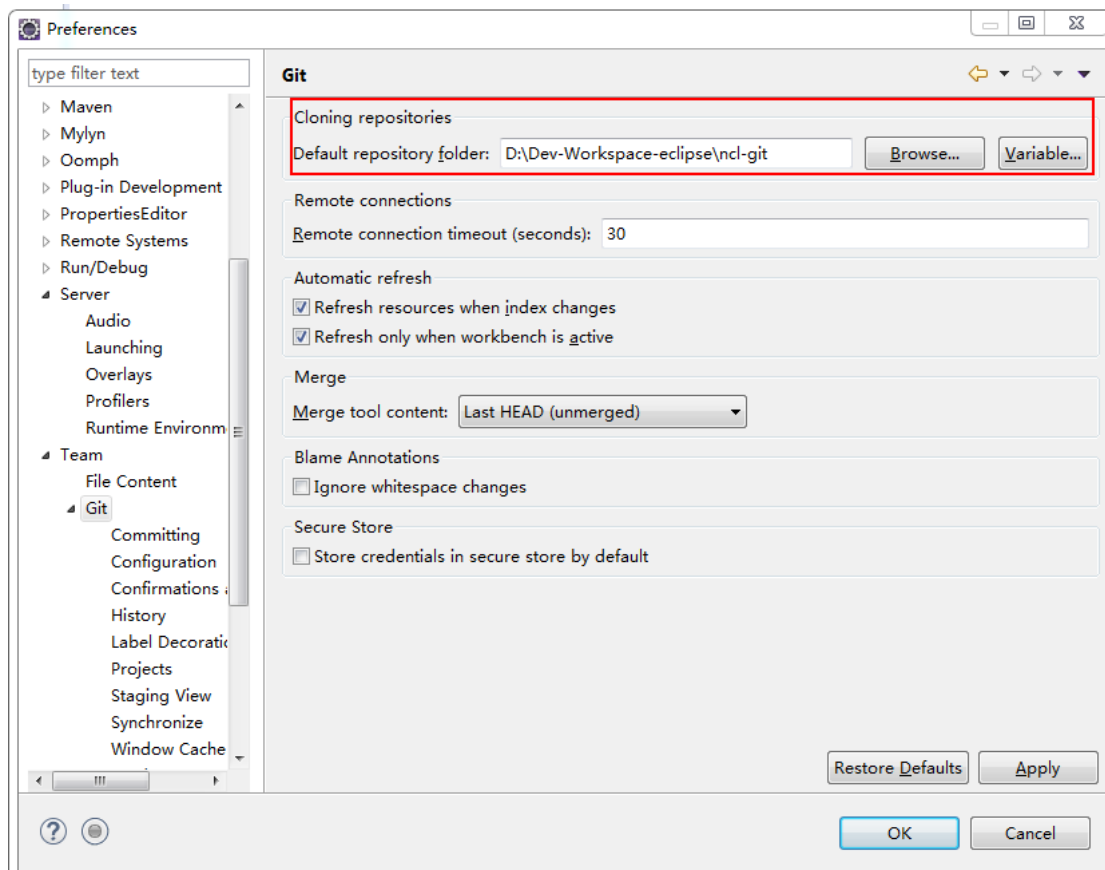 Preferences
type filter text
Maven
Mylyn
Oomph
Plug-in Development
PropertiesEditor
Remote Systems
Run/Debug
Server
Audio
Launching
Overlays
Profilers
Runtime Environm
Team
File Content
Git
Committing
Configuration
Confirmations
History
Label Decoratic
Projects
Staging View
Synchronize
Window Cache
Git
Cloning repositories
Default repository folder: D:\Dev-Workspace-eclipse\ncl-git Browse... Variable...
Remote connections
Remote connection timeout (seconds): 30
Automatic refresh
Refresh resources when index changes
Refresh only when workbench is active
Merge
Merge tool content: Last HEAD (unmerged)
Blame Annotations
Ignore whitespace changes
Secure Store
Store credentials in secure store by default
Restore Defaults Apply
OK Cancel